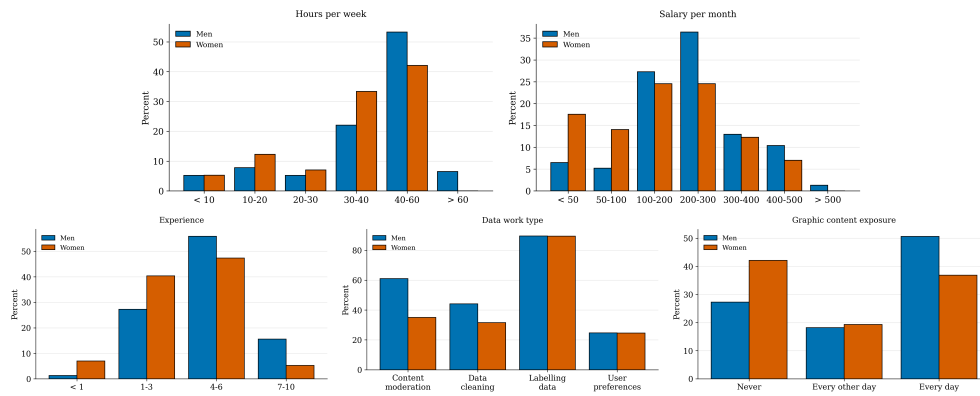 Hours per week
Men
Women
Percent
50
40
30
20
10
0
< 10
10-20
20-30
30-40
40-60
> 60
Salary per month
Men
Women
Percent
35
30
25
20
15
10
5
0
< 50
50-100
100-200
200-300
300-400
400-500
> 500
Experience
Men
Women
Percent
50
40
30
20
10
0
< 1
1-3
4-6
7-10
Data work type
Men
Women
Percent
80
60
40
20
0
Content
moderation
Data
cleaning
Labelling
data
User
preferences
Graphic content exposure
Men
Women
Percent
50
40
30
20
10
0
Never
Every other day
Every day